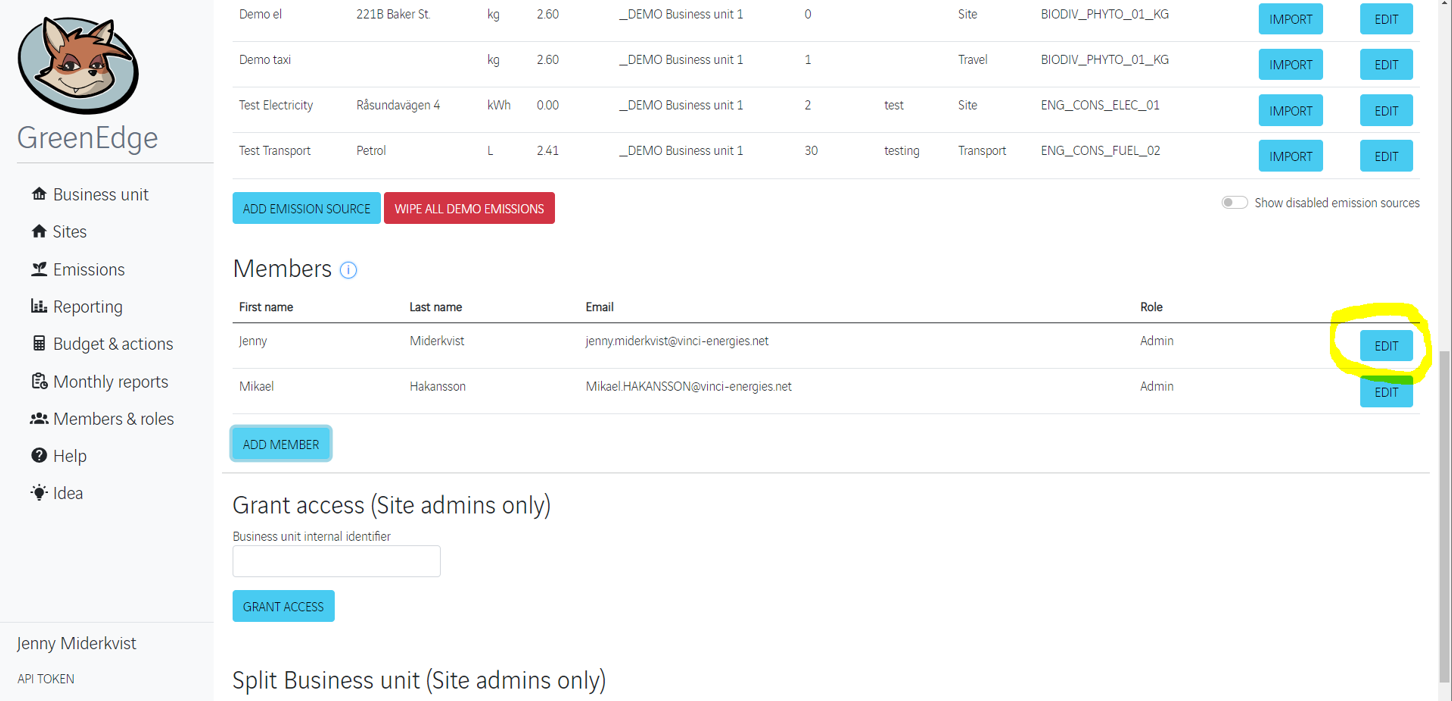 GreenEdge
Business unit
Sites
Emissions
Reporting
Budget & actions
Monthly reports
Members & roles
Help
Idea
Jenny Miderkvist
API TOKEN
Demo el 221B Baker St. kg 2.60 __DEMO Business unit 1 0 Site BIODIV_PHYTO_01_KG IMPORT EDIT
Demo taxi kg 2.60 __DEMO Business unit 1 1 Travel BIODIV_PHYTO_01_KG IMPORT EDIT
Test Electricity Råsundavägen 4 kWh 0.00 __DEMO Business unit 1 2 test Site ENG_CONS_ELEC_01 IMPORT EDIT
Test Transport Petrol L 2.41 __DEMO Business unit 1 30 testing Transport ENG_CONS_FUEL_02 IMPORT EDIT
ADD EMISSION SOURCE WIPE ALL DEMO EMISSIONS Show disabled emission sources
Members i
First name Last name Email Role
Jenny Miderkvist jenny.miderkvist@vinci-energies.net Admin EDIT
Mikael Hakansson Mikael.HAKANSSON@vinci-energies.net Admin EDIT
ADD MEMBER
Grant access (Site admins only)
Business unit internal identifier
GRANT ACCESS
Split Business unit (Site admins only)